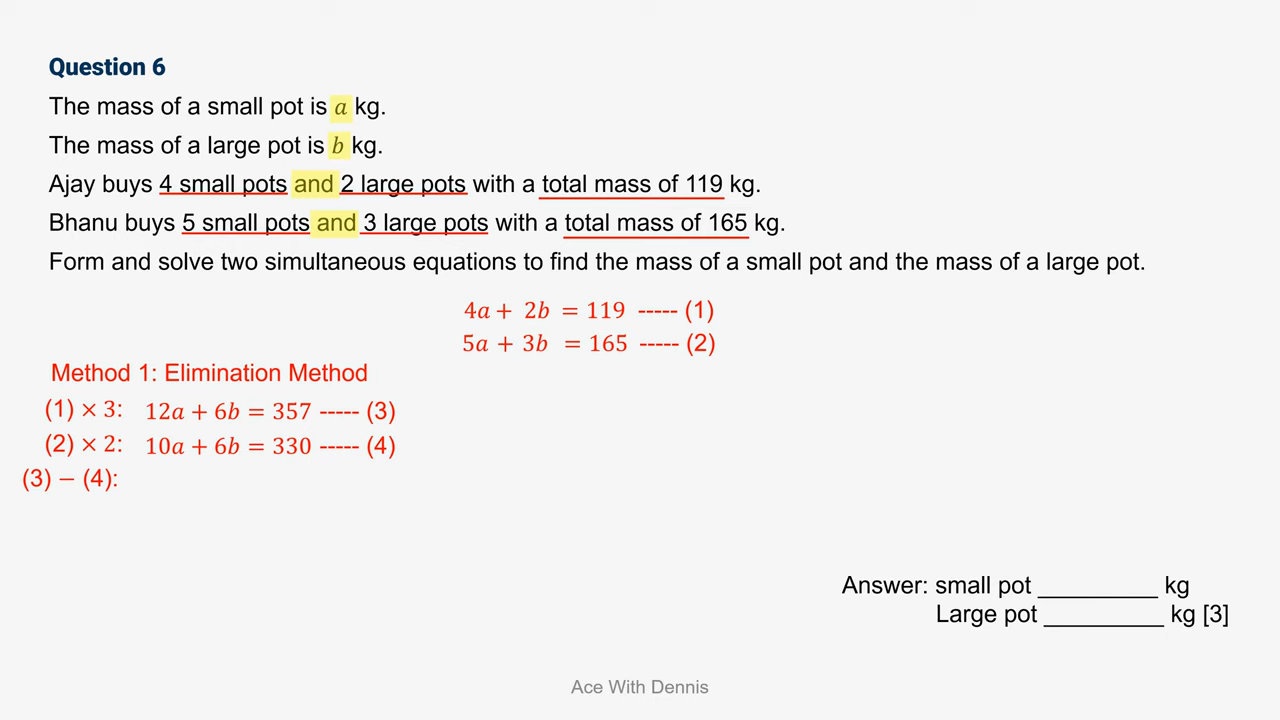 Question 6
The mass of a small pot is a kg.
The mass of a large pot is b kg.
Ajay buys 4 small pots and 2 large pots with a total mass of 119 kg.
Bhanu buys 5 small pots and 3 large pots with a total mass of 165 kg.
Form and solve two simultaneous equations to find the mass of a small pot and the mass of a large pot.
4a + 2b = 119 ----- (1)
5a + 3b = 165 ----- (2)
Method 1: Elimination Method
(1) × 3: 12a + 6b = 357 ----- (3)
(2) × 2: 10a + 6b = 330 ----- (4)
(3) − (4):
Answer: small pot _________ kg
Large pot _________ kg [3]
Ace With Dennis